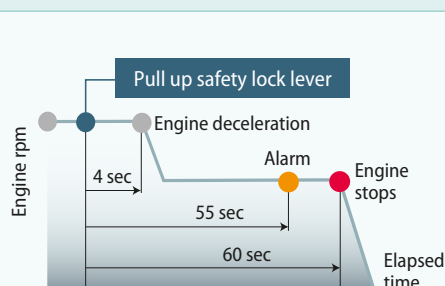 Pull up safety lock lever
Engine deceleration
Engine rpm
Alarm
Engine
stops
4 sec
55 sec
60 sec
Elapsed
time